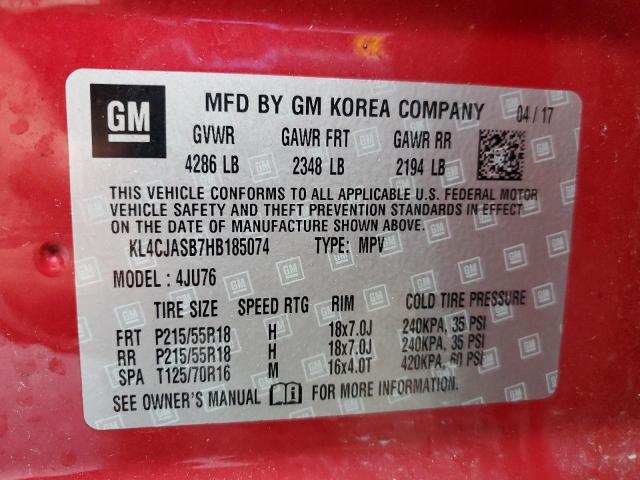 GM MFD BY GM KOREA COMPANY 04 / 17
GVWR GAWR FRT GAWR RR
4286 LB 2348 LB 2194 LB
THIS VEHICLE CONFORMS TO ALL APPLICABLE U.S. FEDERAL MOTOR
VEHICLE SAFETY AND THEFT PREVENTION STANDARDS IN EFFECT
ON THE DATE OF MANUFACTURE SHOWN ABOVE.
KL4CJASB7HB185074 TYPE: MPV
MODEL: 4JU76
TIRE SIZE SPEED RTG RIM COLD TIRE PRESSURE
FRT P215/55R18 H 18x7.0J 240KPA, 35 PSI
RR P215/55R18 H 18x7.0J 240KPA, 35 PSI
SPA T125/70R16 M 16x4.0T 420KPA, 60 PSI
SEE OWNER'S MANUAL FOR MORE INFORMATION.